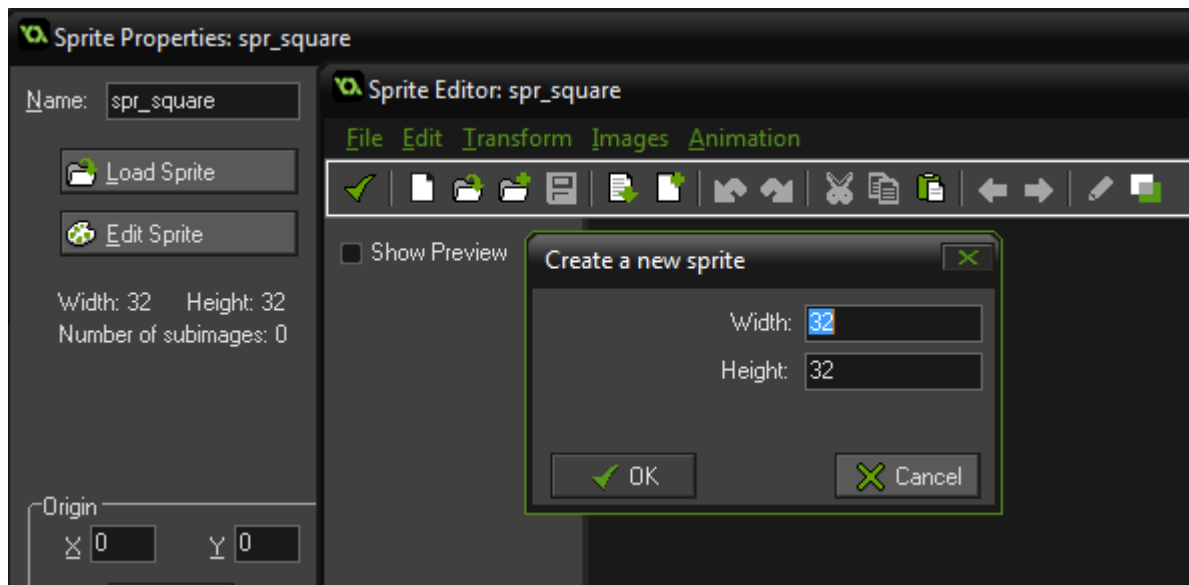 Sprite Properties: spr_square
Name: spr_square
Load Sprite
Edit Sprite
Width: 32 Height: 32
Number of subimages: 0
Origin
X 0 Y 0
Sprite Editor: spr_square
File Edit Transform Images Animation
Show Preview
Create a new sprite
Width: 32
Height: 32
OK Cancel